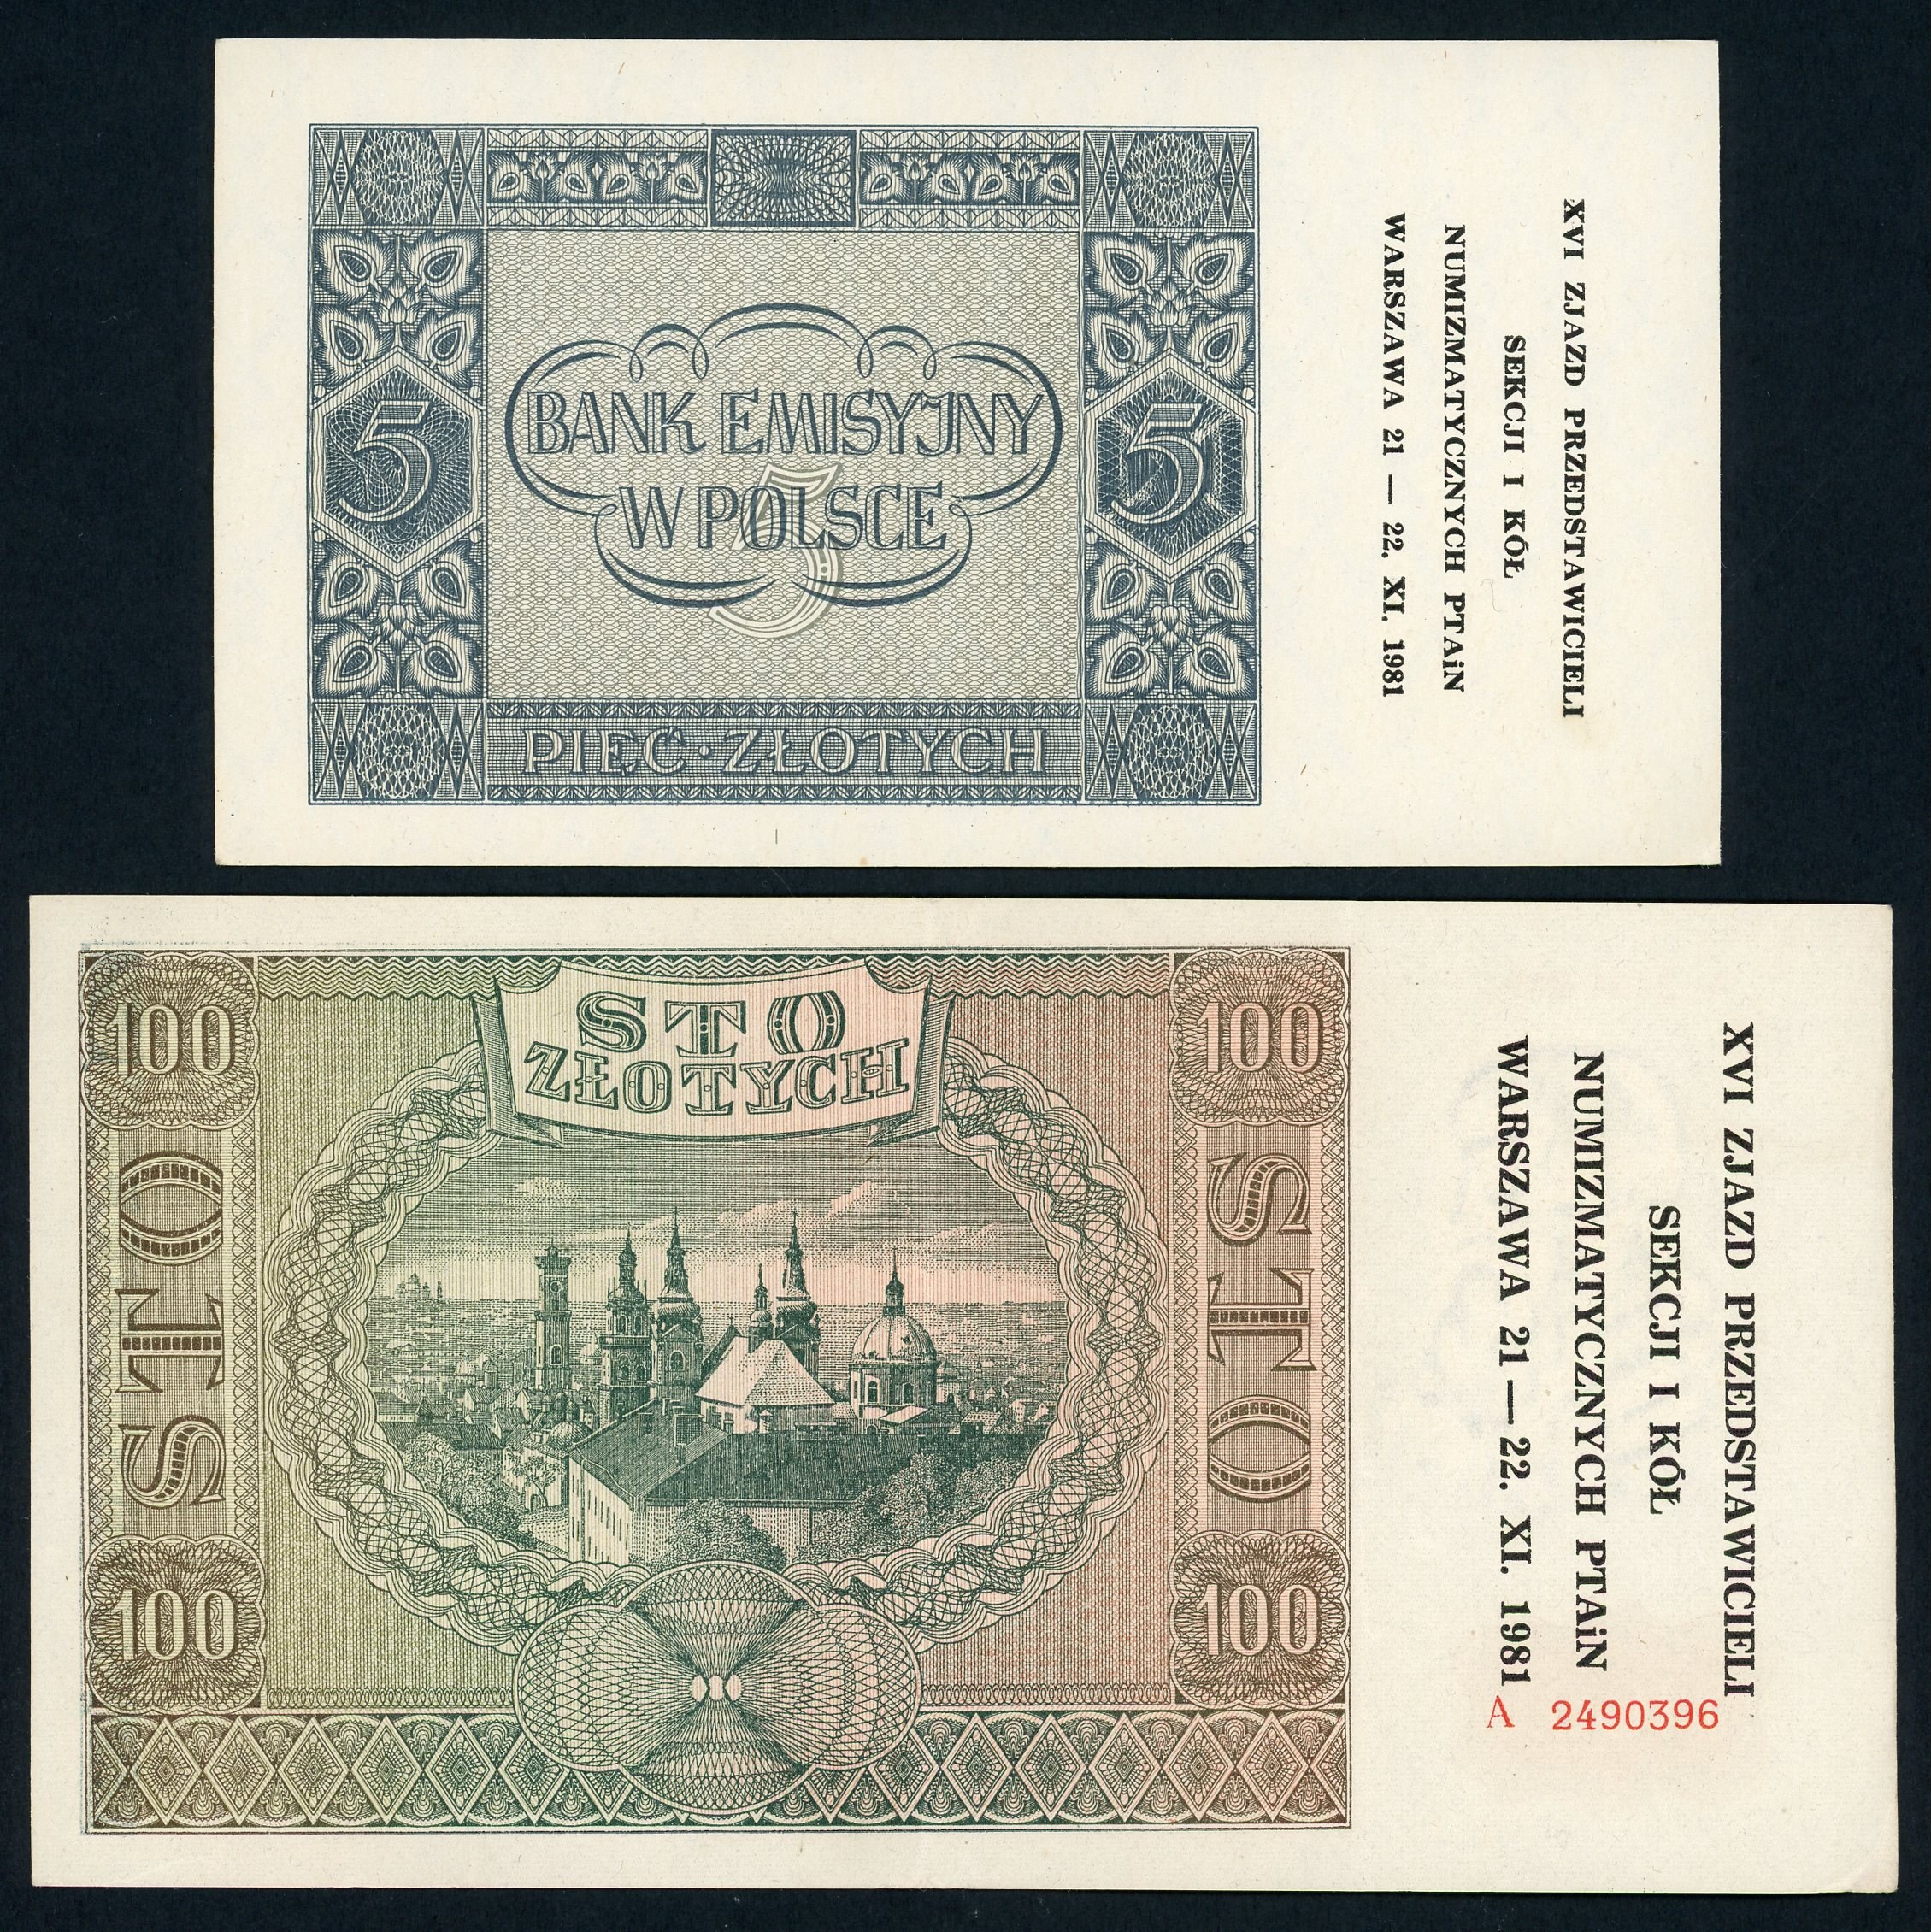 5
5
BANK EMISYJNY
W POLSCE
5
PIĘĆ · ZŁOTYCH
XVI ZJAZD PRZEDSTAWICIELI
SEKCJI I KÓŁ
NUMIZMATYCZNYCH PTAiN
WARSZAWA 21 — 22. XI. 1981
100
100
STO
ZŁOTYCH
STO
STO
100
100
XVI ZJAZD PRZEDSTAWICIELI
SEKCJI I KÓŁ
NUMIZMATYCZNYCH PTAiN
WARSZAWA 21 — 22. XI. 1981
A 2490396